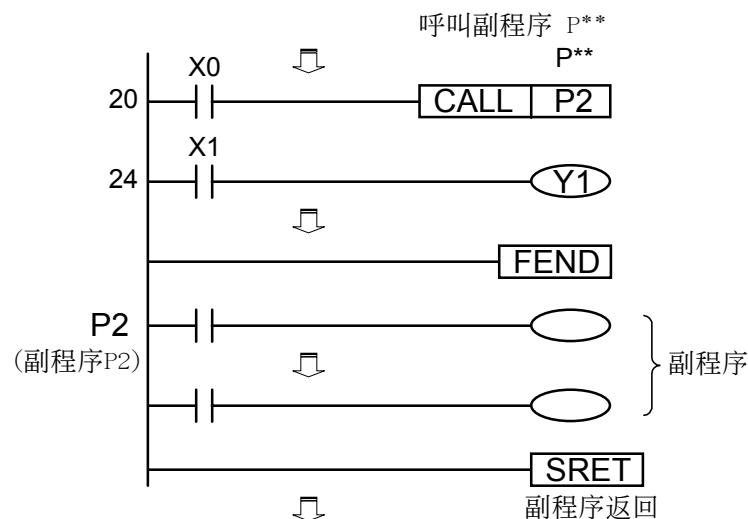 呼叫副程序 P**
P**
X0
20 CALL P2
X1
24 Y1
FEND
P2
(副程序P2)
副程序
SRET
副程序返回